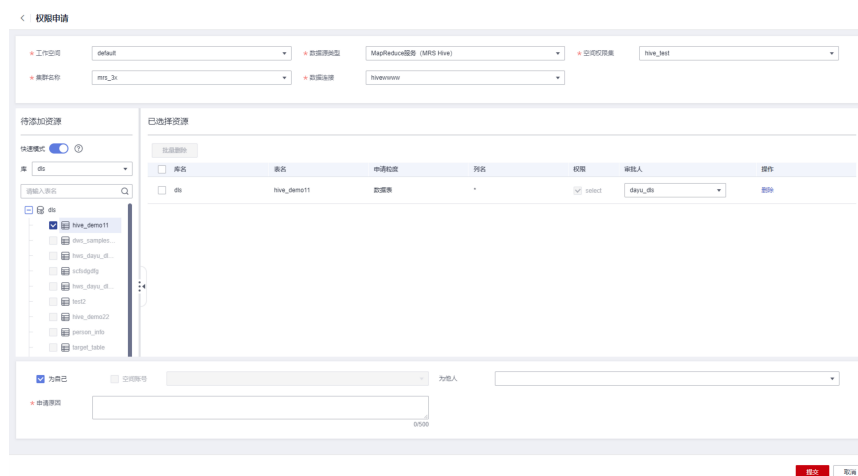 权限申请
* 工作空间 default * 数据源类型 MapReduce服务（MRS Hive） * 空间权限集 hive_test
* 集群名称 mrs_3x * 数据连接 hivewwww
待添加资源 已选择资源
快速模式 批量删除
库 dls
库名 表名 申请粒度 列名 权限 审批人 操作
dls hive_demo11 数据表 * select dayu_dls 删除
请输入表名
dls
hive_demo11
dws_samples...
hws_dayu_dl...
xcbdgdfg
hws_dayu_dl...
test2
hive_demo22
person_info
target_table
为自己 空间账号 为他人
* 申请原因
0/500
提交 取消